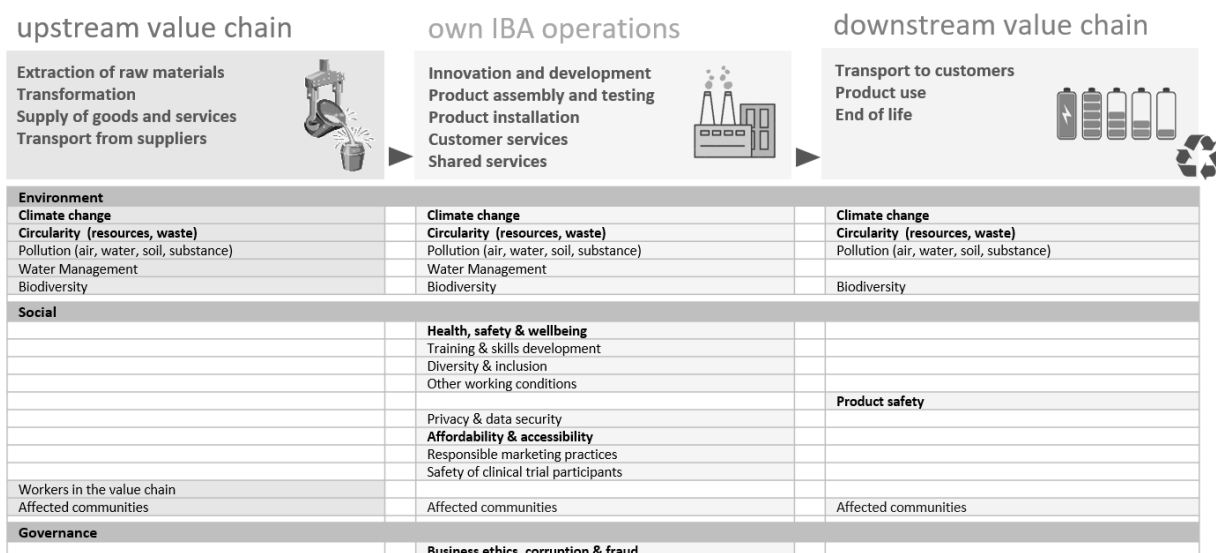 upstream value chain
own IBA operations
downstream value chain
Extraction of raw materials
Transformation
Supply of goods and services
Transport from suppliers
Innovation and development
Product assembly and testing
Product installation
Customer services
Shared services
Transport to customers
Product use
End of life
Environment
Climate change Climate change Climate change
Circularity (resources, waste) Circularity (resources, waste) Circularity (resources, waste)
Pollution (air, water, soil, substance) Pollution (air, water, soil, substance) Pollution (air, water, soil, substance)
Water Management Water Management
Biodiversity Biodiversity Biodiversity
Social
Health, safety & wellbeing
Training & skills development
Diversity & inclusion
Other working conditions
Product safety
Privacy & data security
Affordability & accessibility
Responsible marketing practices
Safety of clinical trial participants
Workers in the value chain
Affected communities Affected communities Affected communities
Governance
Business ethics, corruption & fraud